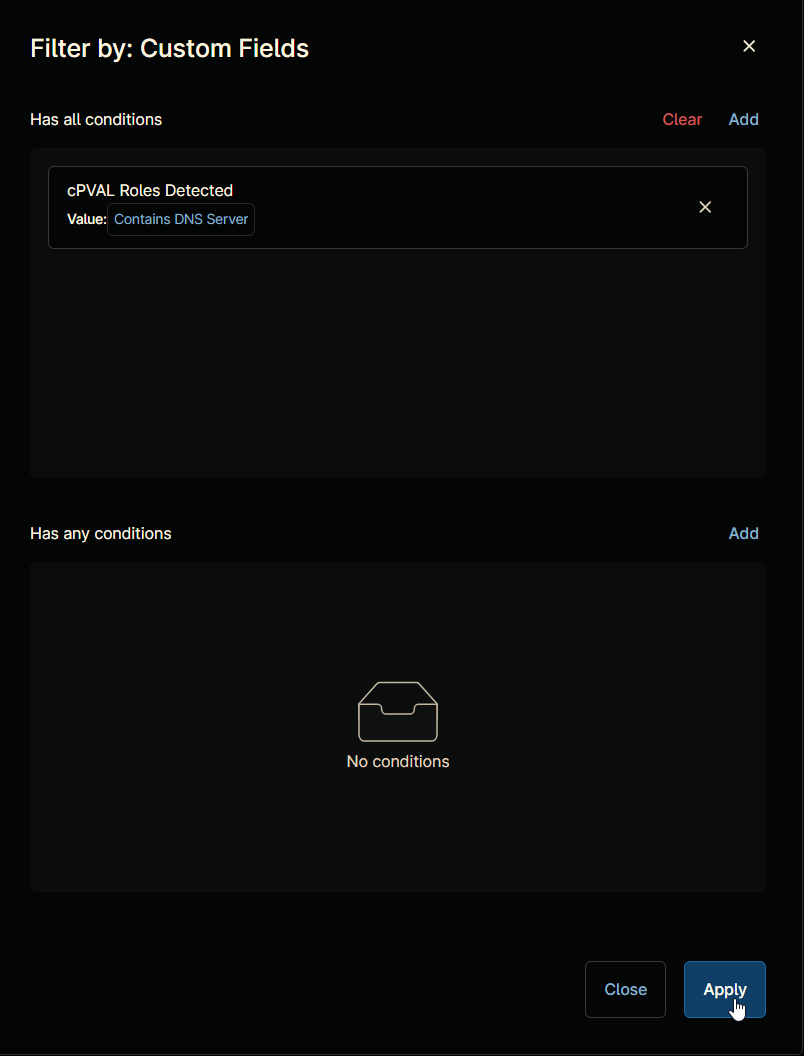 Filter by: Custom Fields
Has all conditions Clear Add
cPVAL Roles Detected
Value: Contains DNS Server
Has any conditions Add
No conditions
Close Apply